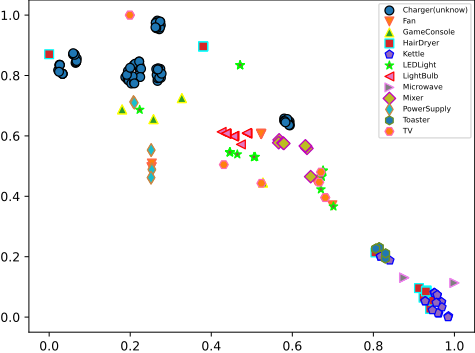 1.0
0.8
0.6
0.4
0.2
0.0
0.0
0.2
0.4
0.6
0.8
1.0
Charger(unknow)
Fan
GameConsole
HairDryer
Kettle
LEDLight
LightBulb
Microwave
Mixer
PowerSupply
Toaster
TV